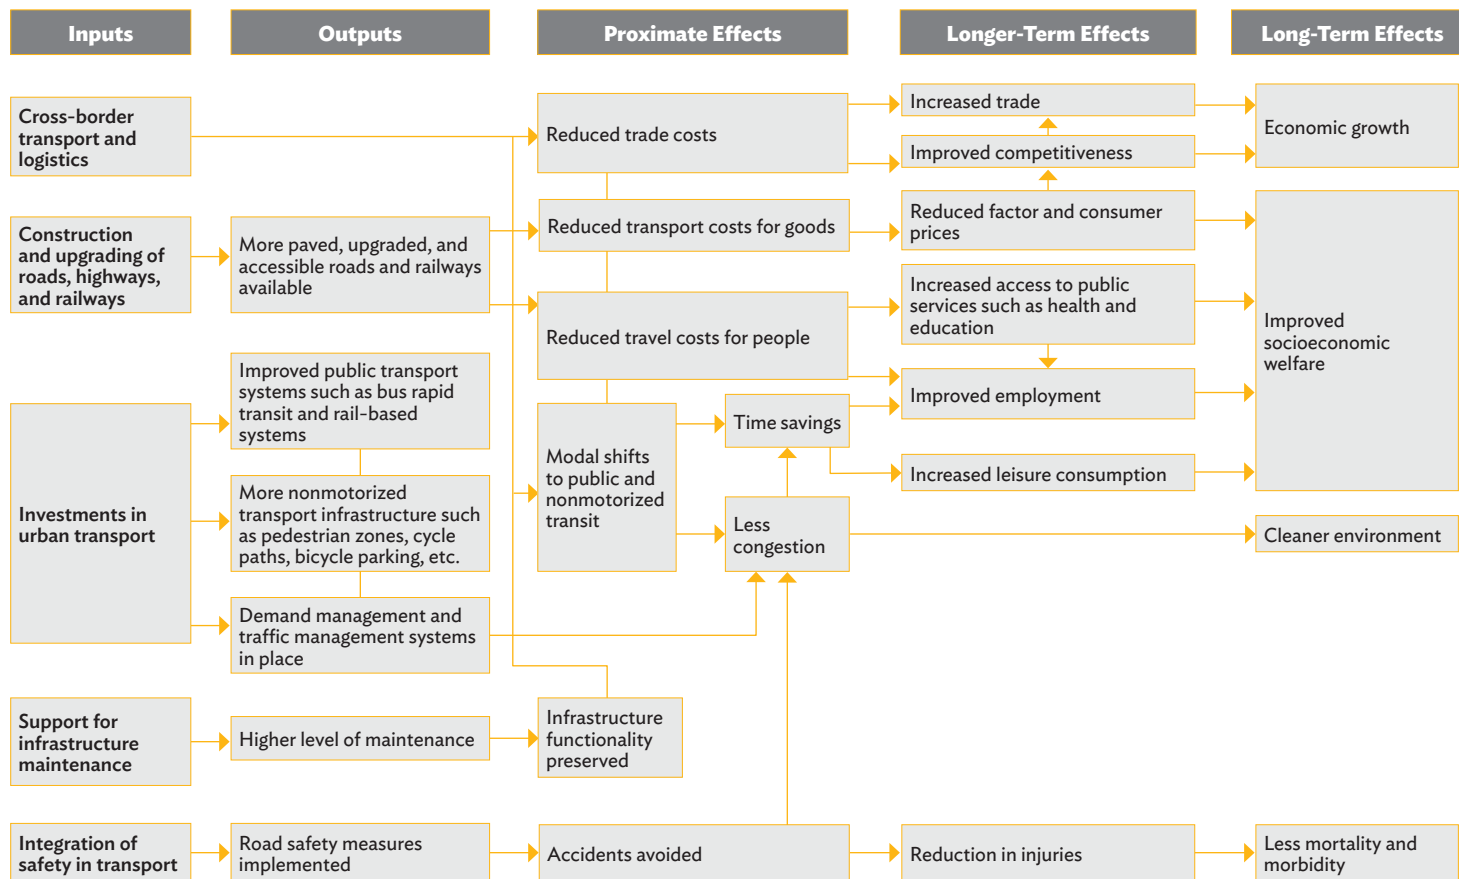 Inputs
Outputs
Proximate Effects
Longer-Term Effects
Long-Term Effects
Cross-border
transport and
logistics
Reduced trade costs
Increased trade
Improved competitiveness
Economic growth
Construction
and upgrading of
roads, highways,
and railways
More paved, upgraded, and
accessible roads and railways
available
Reduced transport costs for goods
Reduced factor and consumer
prices
Reduced travel costs for people
Increased access to public
services such as health and
education
Improved employment
Improved
socioeconomic
welfare
Investments in
urban transport
Improved public transport
systems such as bus rapid
transit and rail-based
systems
More nonmotorized
transport infrastructure such
as pedestrian zones, cycle
paths, bicycle parking, etc.
Demand management and
traffic management systems
in place
Modal shifts
to public and
nonmotorized
transit
Time savings
Less
congestion
Increased leisure consumption
Cleaner environment
Support for
infrastructure
maintenance
Higher level of maintenance
Infrastructure
functionality
preserved
Integration of
safety in transport
Road safety measures
implemented
Accidents avoided
Reduction in injuries
Less mortality and
morbidity